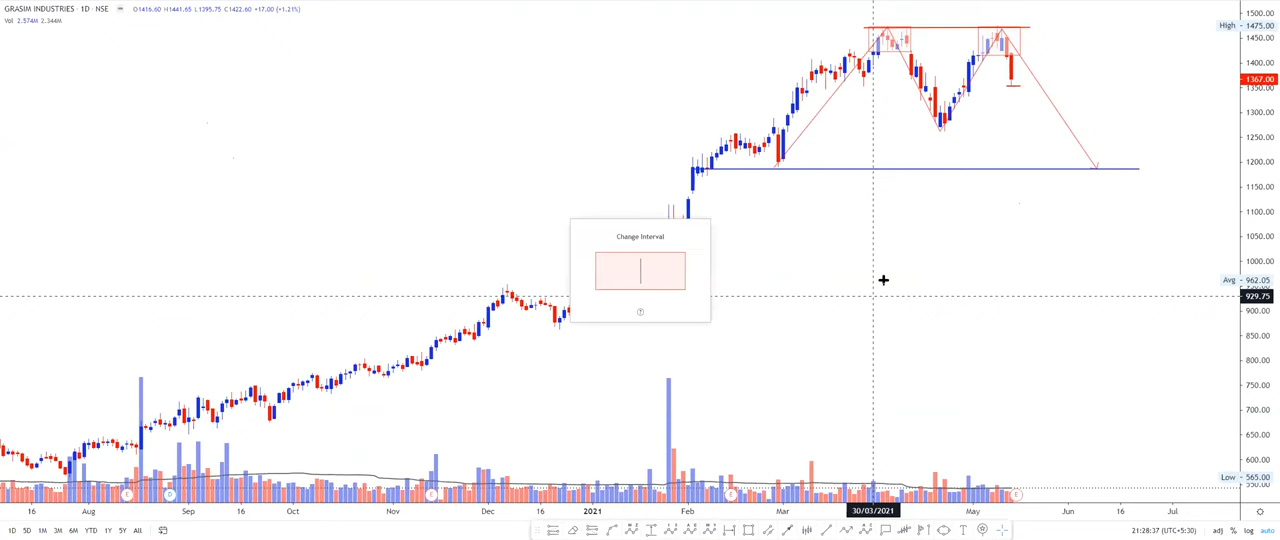 GRASIM INDUSTRIES · 1D · NSE O1416.60 H1441.65 L1395.75 C1422.60 +17.00 (+1.21%)
Vol 2.574M 2.344M
1500.00
High 1475.00
1450.00
1400.00
1367.00
1350.00
1300.00
1250.00
1200.00
1150.00
1100.00
1050.00
1000.00
Avg 962.05
929.75
900.00
850.00
800.00
750.00
700.00
650.00
600.00
Low 565.00
550.00
Change Interval
E D E E E
16 Aug Sep Oct Nov Dec 16 2021 Feb Mar 30/03/2021 May Jun 16 Jul
1D 5D 1M 3M 6M YTD 1Y 5Y All 21:28:37 (UTC+5:30) adj % log auto